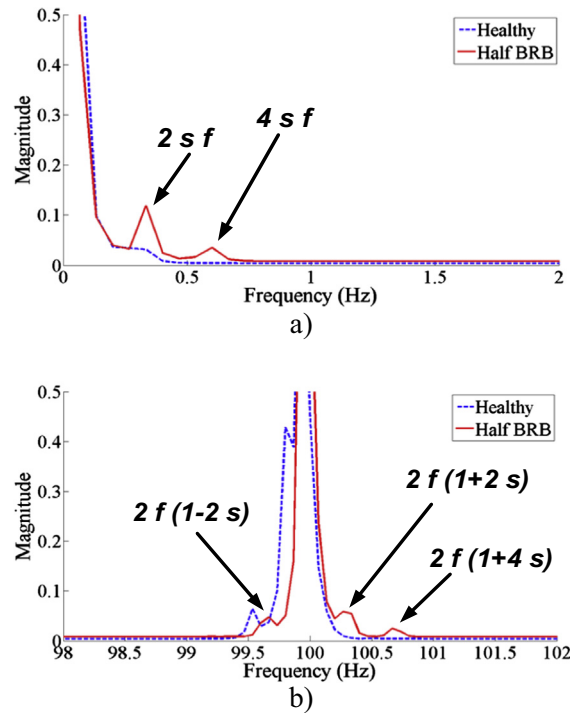 0.5
0.4
0.3
0.2
0.1
0
Magnitude
Healthy
Half BRB
2 s f
4 s f
0 0.5 1 1.5 2
Frequency (Hz)
a)
0.5
0.4
0.3
0.2
0.1
0
Magnitude
Healthy
Half BRB
2 f (1-2 s)
2 f (1+2 s)
2 f (1+4 s)
98 98.5 99 99.5 100 100.5 101 101.5 102
Frequency (Hz)
b)